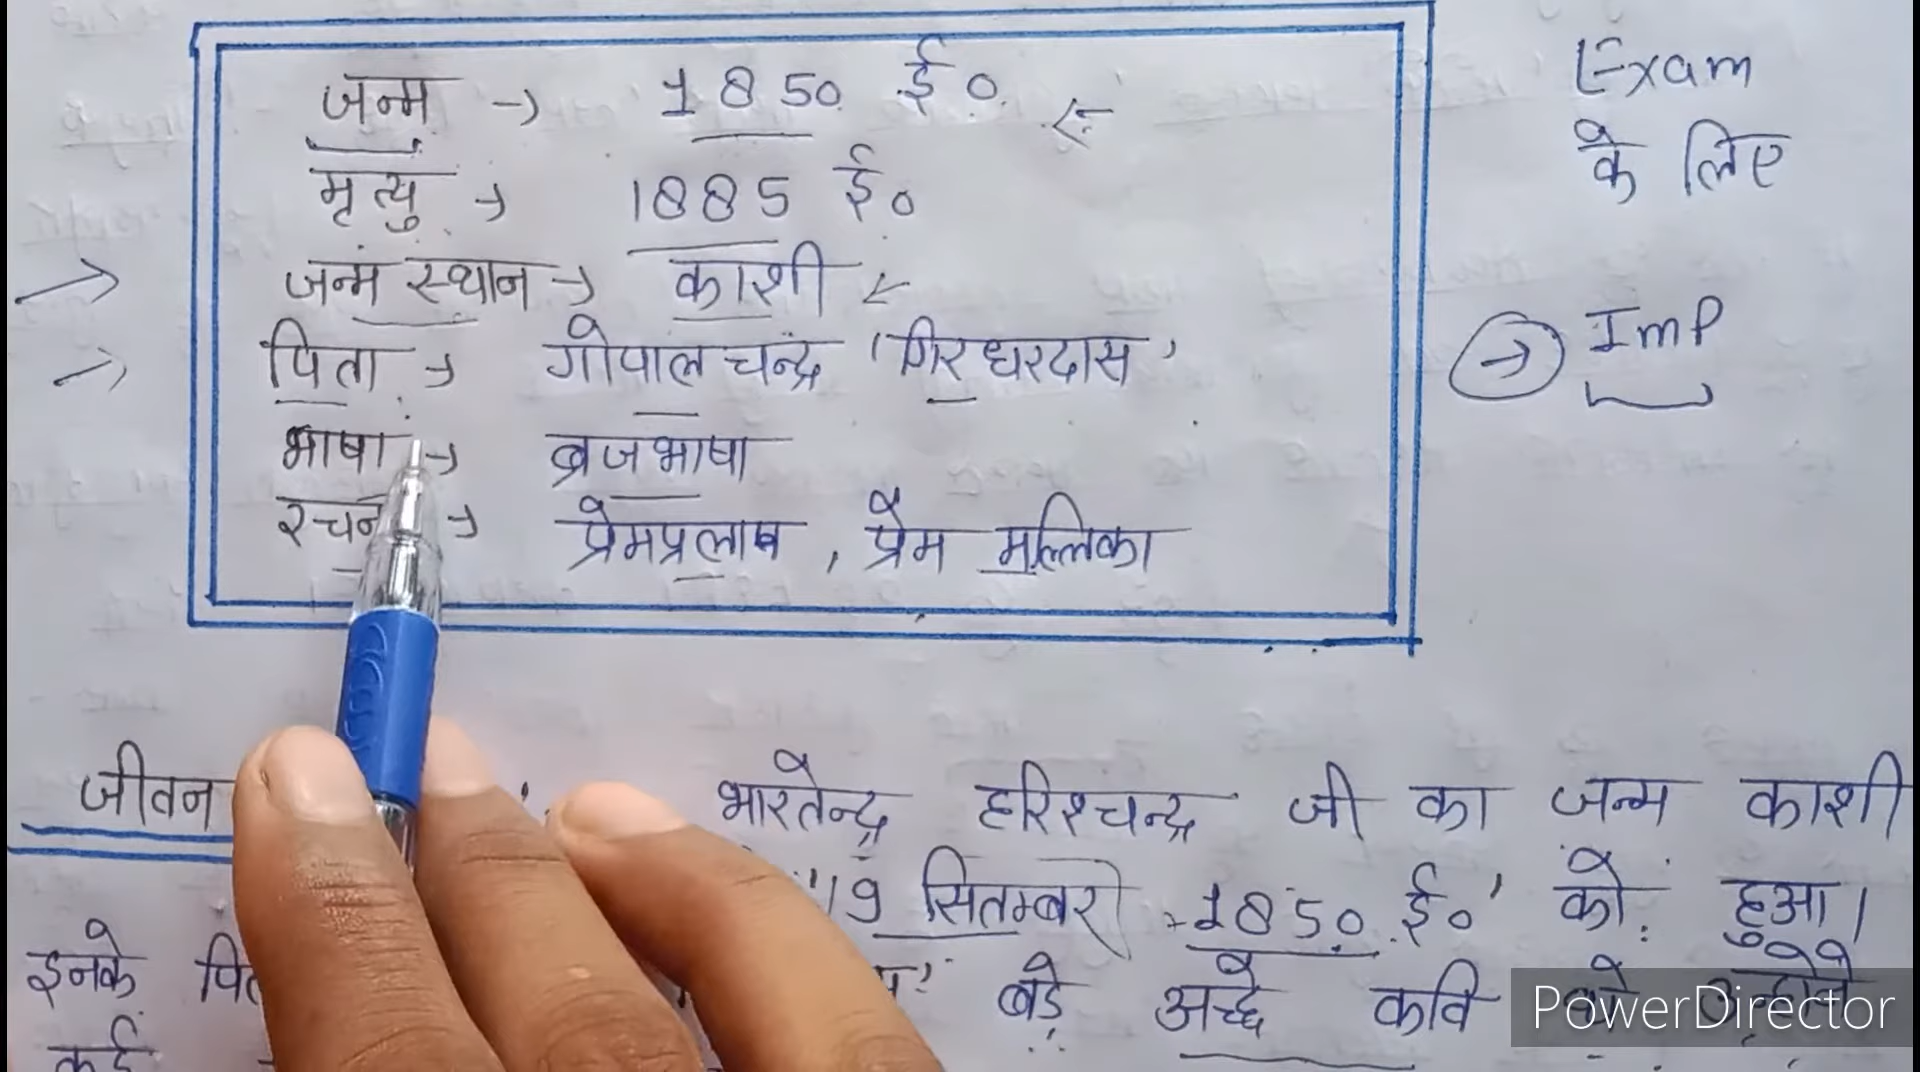 जन्म → 1850 ई०
मृत्यु → 1885 ई०
जन्म स्थान → काशी
पिता → गोपाल चन्द्र 'गिरधरदास'
भाषा → ब्रजभाषा
→ प्रेमप्रलाप , प्रेम मल्लिका
Exam
के लिए
→ Imp
जीवन भारतेन्द्र हरिश्चन्द्र जी का जन्म काशी
19 सितम्बर 1850 ई०' को हुआ।
इनके बड़े अच्छे कवि
PowerDirector